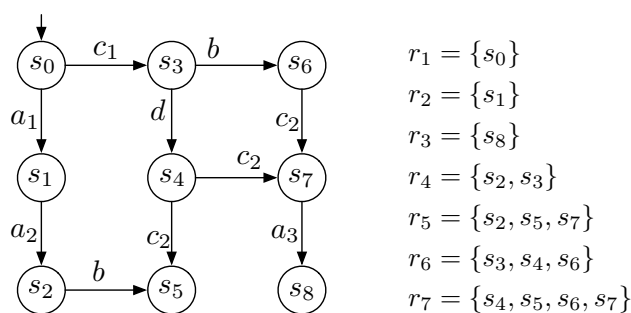 s₀ c₁ s₃ b s₆ r₁ = {s₀}
r₂ = {s₁}
a₁ d c₂ r₃ = {s₈}
s₁ s₄ c₂ s₇ r₄ = {s₂, s₃}
a₂ c₂ a₃ r₅ = {s₂, s₅, s₇}
r₆ = {s₃, s₄, s₆}
s₂ b s₅ s₈ r₇ = {s₄, s₅, s₆, s₇}